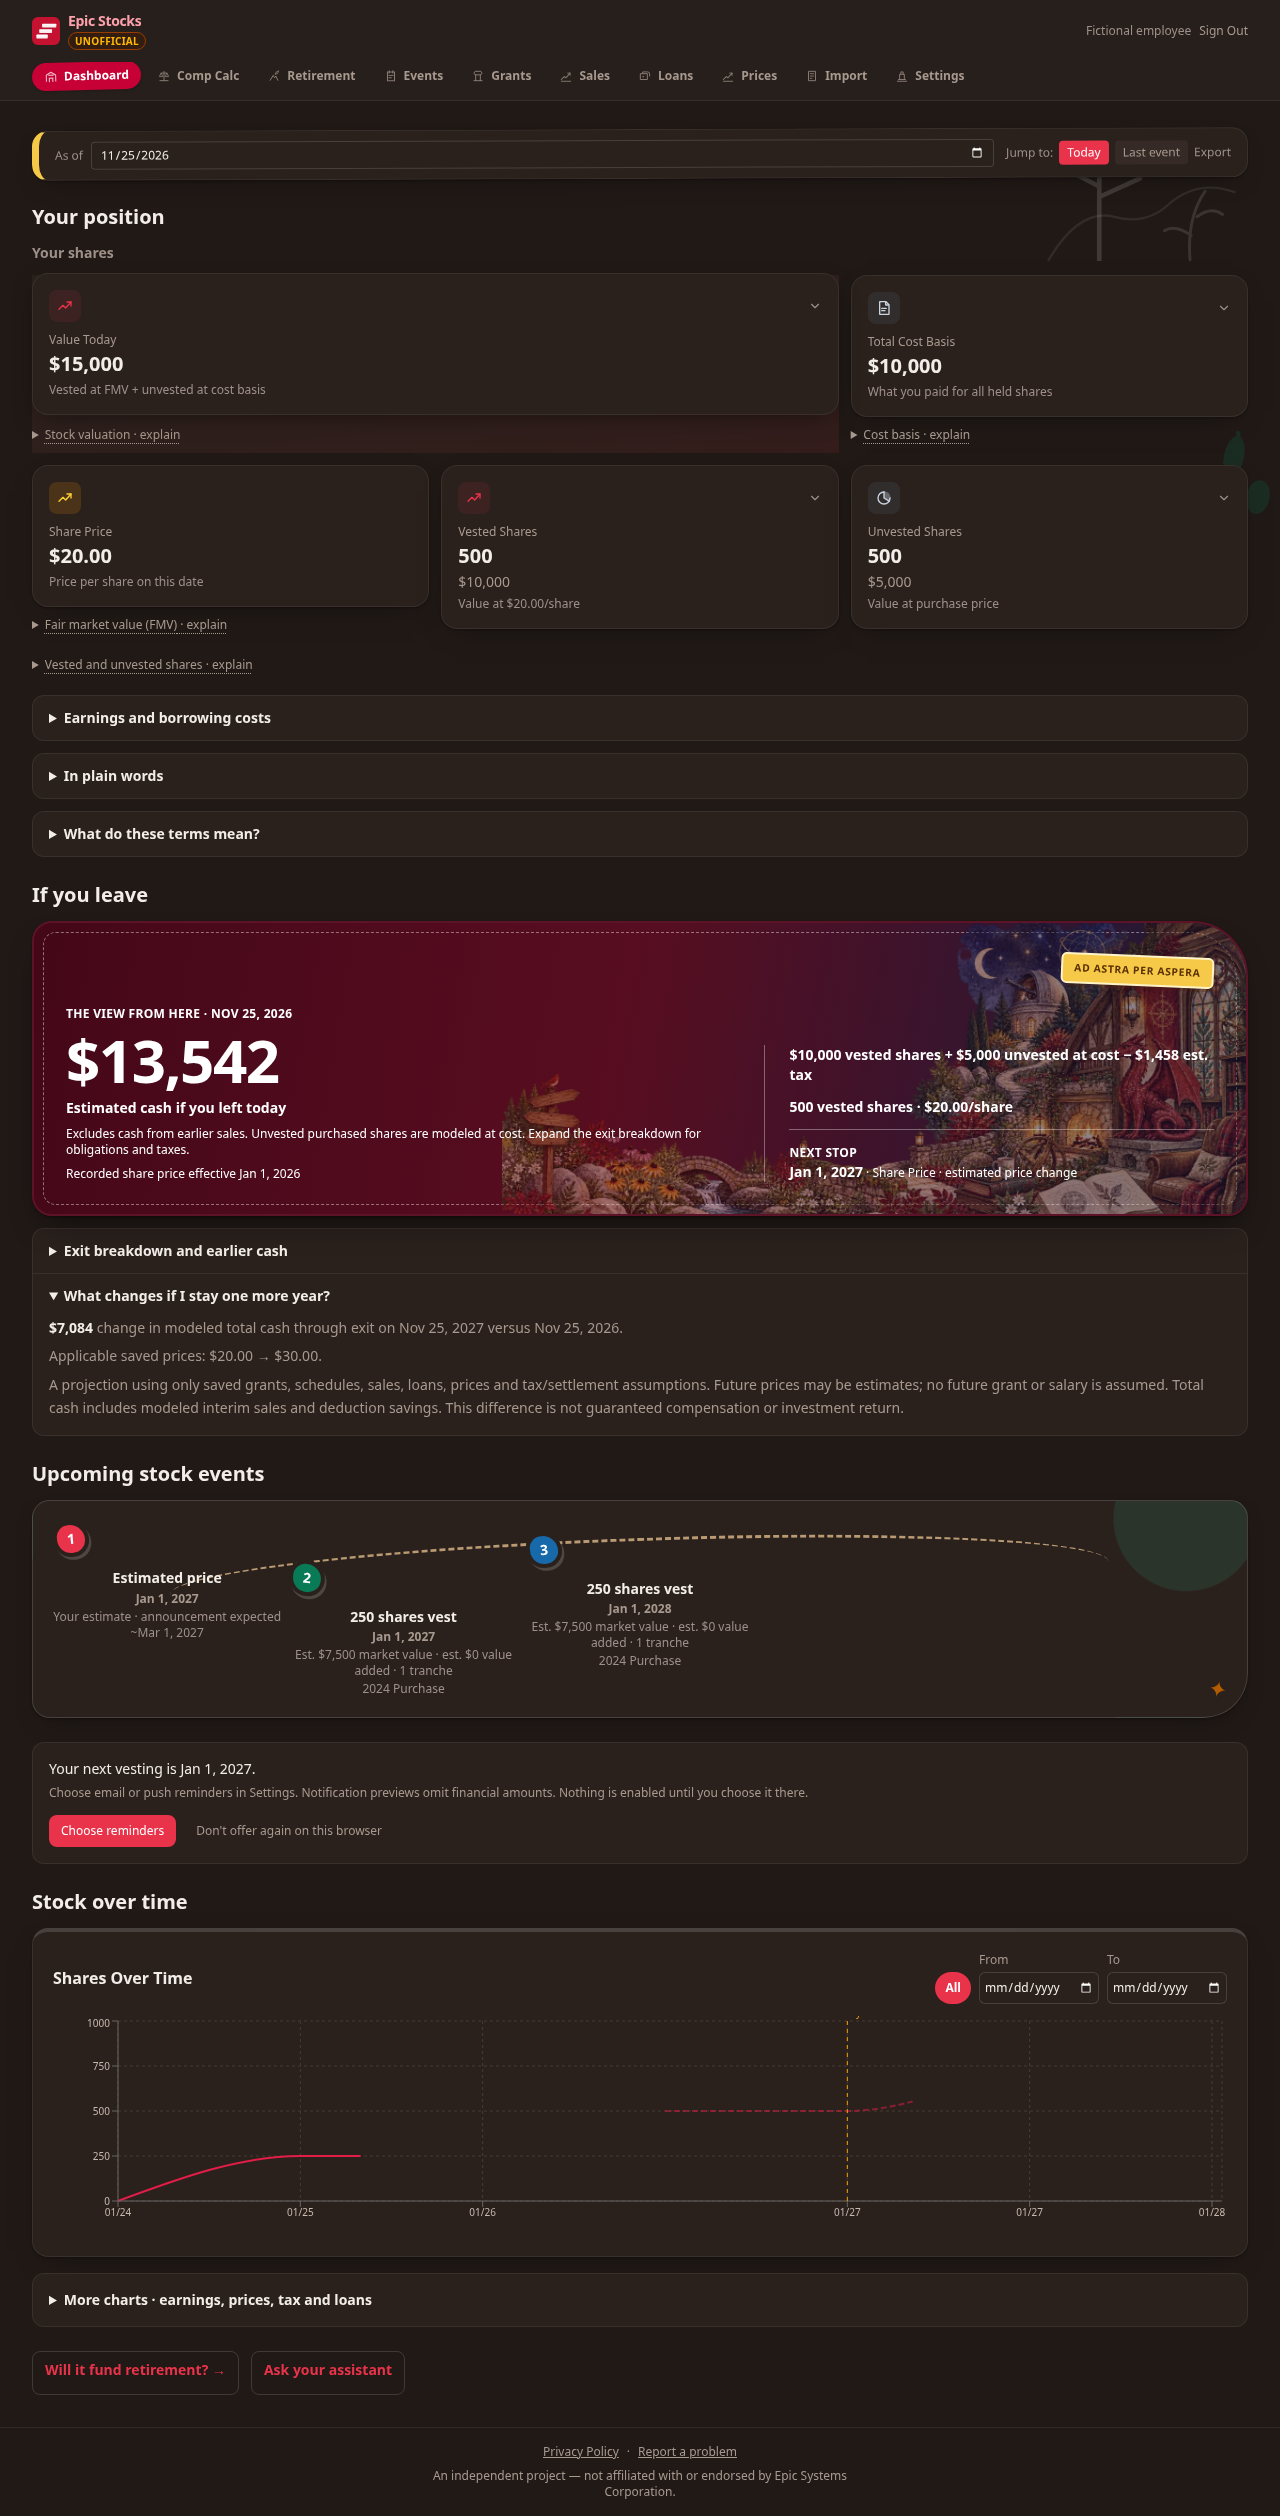 Epic Stocks
UNOFFICIAL
Fictional employee Sign Out
Dashboard Comp Calc Retirement Events Grants Sales Loans Prices Import Settings
As of 11/25/2026 Jump to: Today Last event Export
Your position
Your shares
Value Today
$15,000
Vested at FMV + unvested at cost basis
Stock valuation · explain
Total Cost Basis
$10,000
What you paid for all held shares
Cost basis · explain
Share Price
$20.00
Price per share on this date
Fair market value (FMV) · explain
Vested Shares
500
$10,000
Value at $20.00/share
Unvested Shares
500
$5,000
Value at purchase price
Vested and unvested shares · explain
Earnings and borrowing costs
In plain words
What do these terms mean?
If you leave
AD ASTRA PER ASPERA
THE VIEW FROM HERE · NOV 25, 2026
$13,542
Estimated cash if you left today
Excludes cash from earlier sales. Unvested purchased shares are modeled at cost. Expand the exit breakdown for
obligations and taxes.
Recorded share price effective Jan 1, 2026
$10,000 vested shares + $5,000 unvested at cost − $1,458 est.
tax
500 vested shares · $20.00/share
NEXT STOP
Jan 1, 2027 · Share Price · estimated price change
Exit breakdown and earlier cash
What changes if I stay one more year?
$7,084 change in modeled total cash through exit on Nov 25, 2027 versus Nov 25, 2026.
Applicable saved prices: $20.00 → $30.00.
A projection using only saved grants, schedules, sales, loans, prices and tax/settlement assumptions. Future prices may be estimates; no future grant or salary is assumed. Total
cash includes modeled interim sales and deduction savings. This difference is not guaranteed compensation or investment return.
Upcoming stock events
1
Estimated price
Jan 1, 2027
Your estimate · announcement expected
~Mar 1, 2027
2
250 shares vest
Jan 1, 2027
Est. $7,500 market value · est. $0 value
added · 1 tranche
2024 Purchase
3
250 shares vest
Jan 1, 2028
Est. $7,500 market value · est. $0 value
added · 1 tranche
2024 Purchase
Your next vesting is Jan 1, 2027.
Choose email or push reminders in Settings. Notification previews omit financial amounts. Nothing is enabled until you choose it there.
Choose reminders Don't offer again on this browser
Stock over time
Shares Over Time
All
From
mm/dd/yyyy
To
mm/dd/yyyy
1000
750
500
250
0
01/24 01/25 01/26 01/27 01/27 01/28
More charts · earnings, prices, tax and loans
Will it fund retirement? → Ask your assistant
Privacy Policy · Report a problem
An independent project — not affiliated with or endorsed by Epic Systems
Corporation.